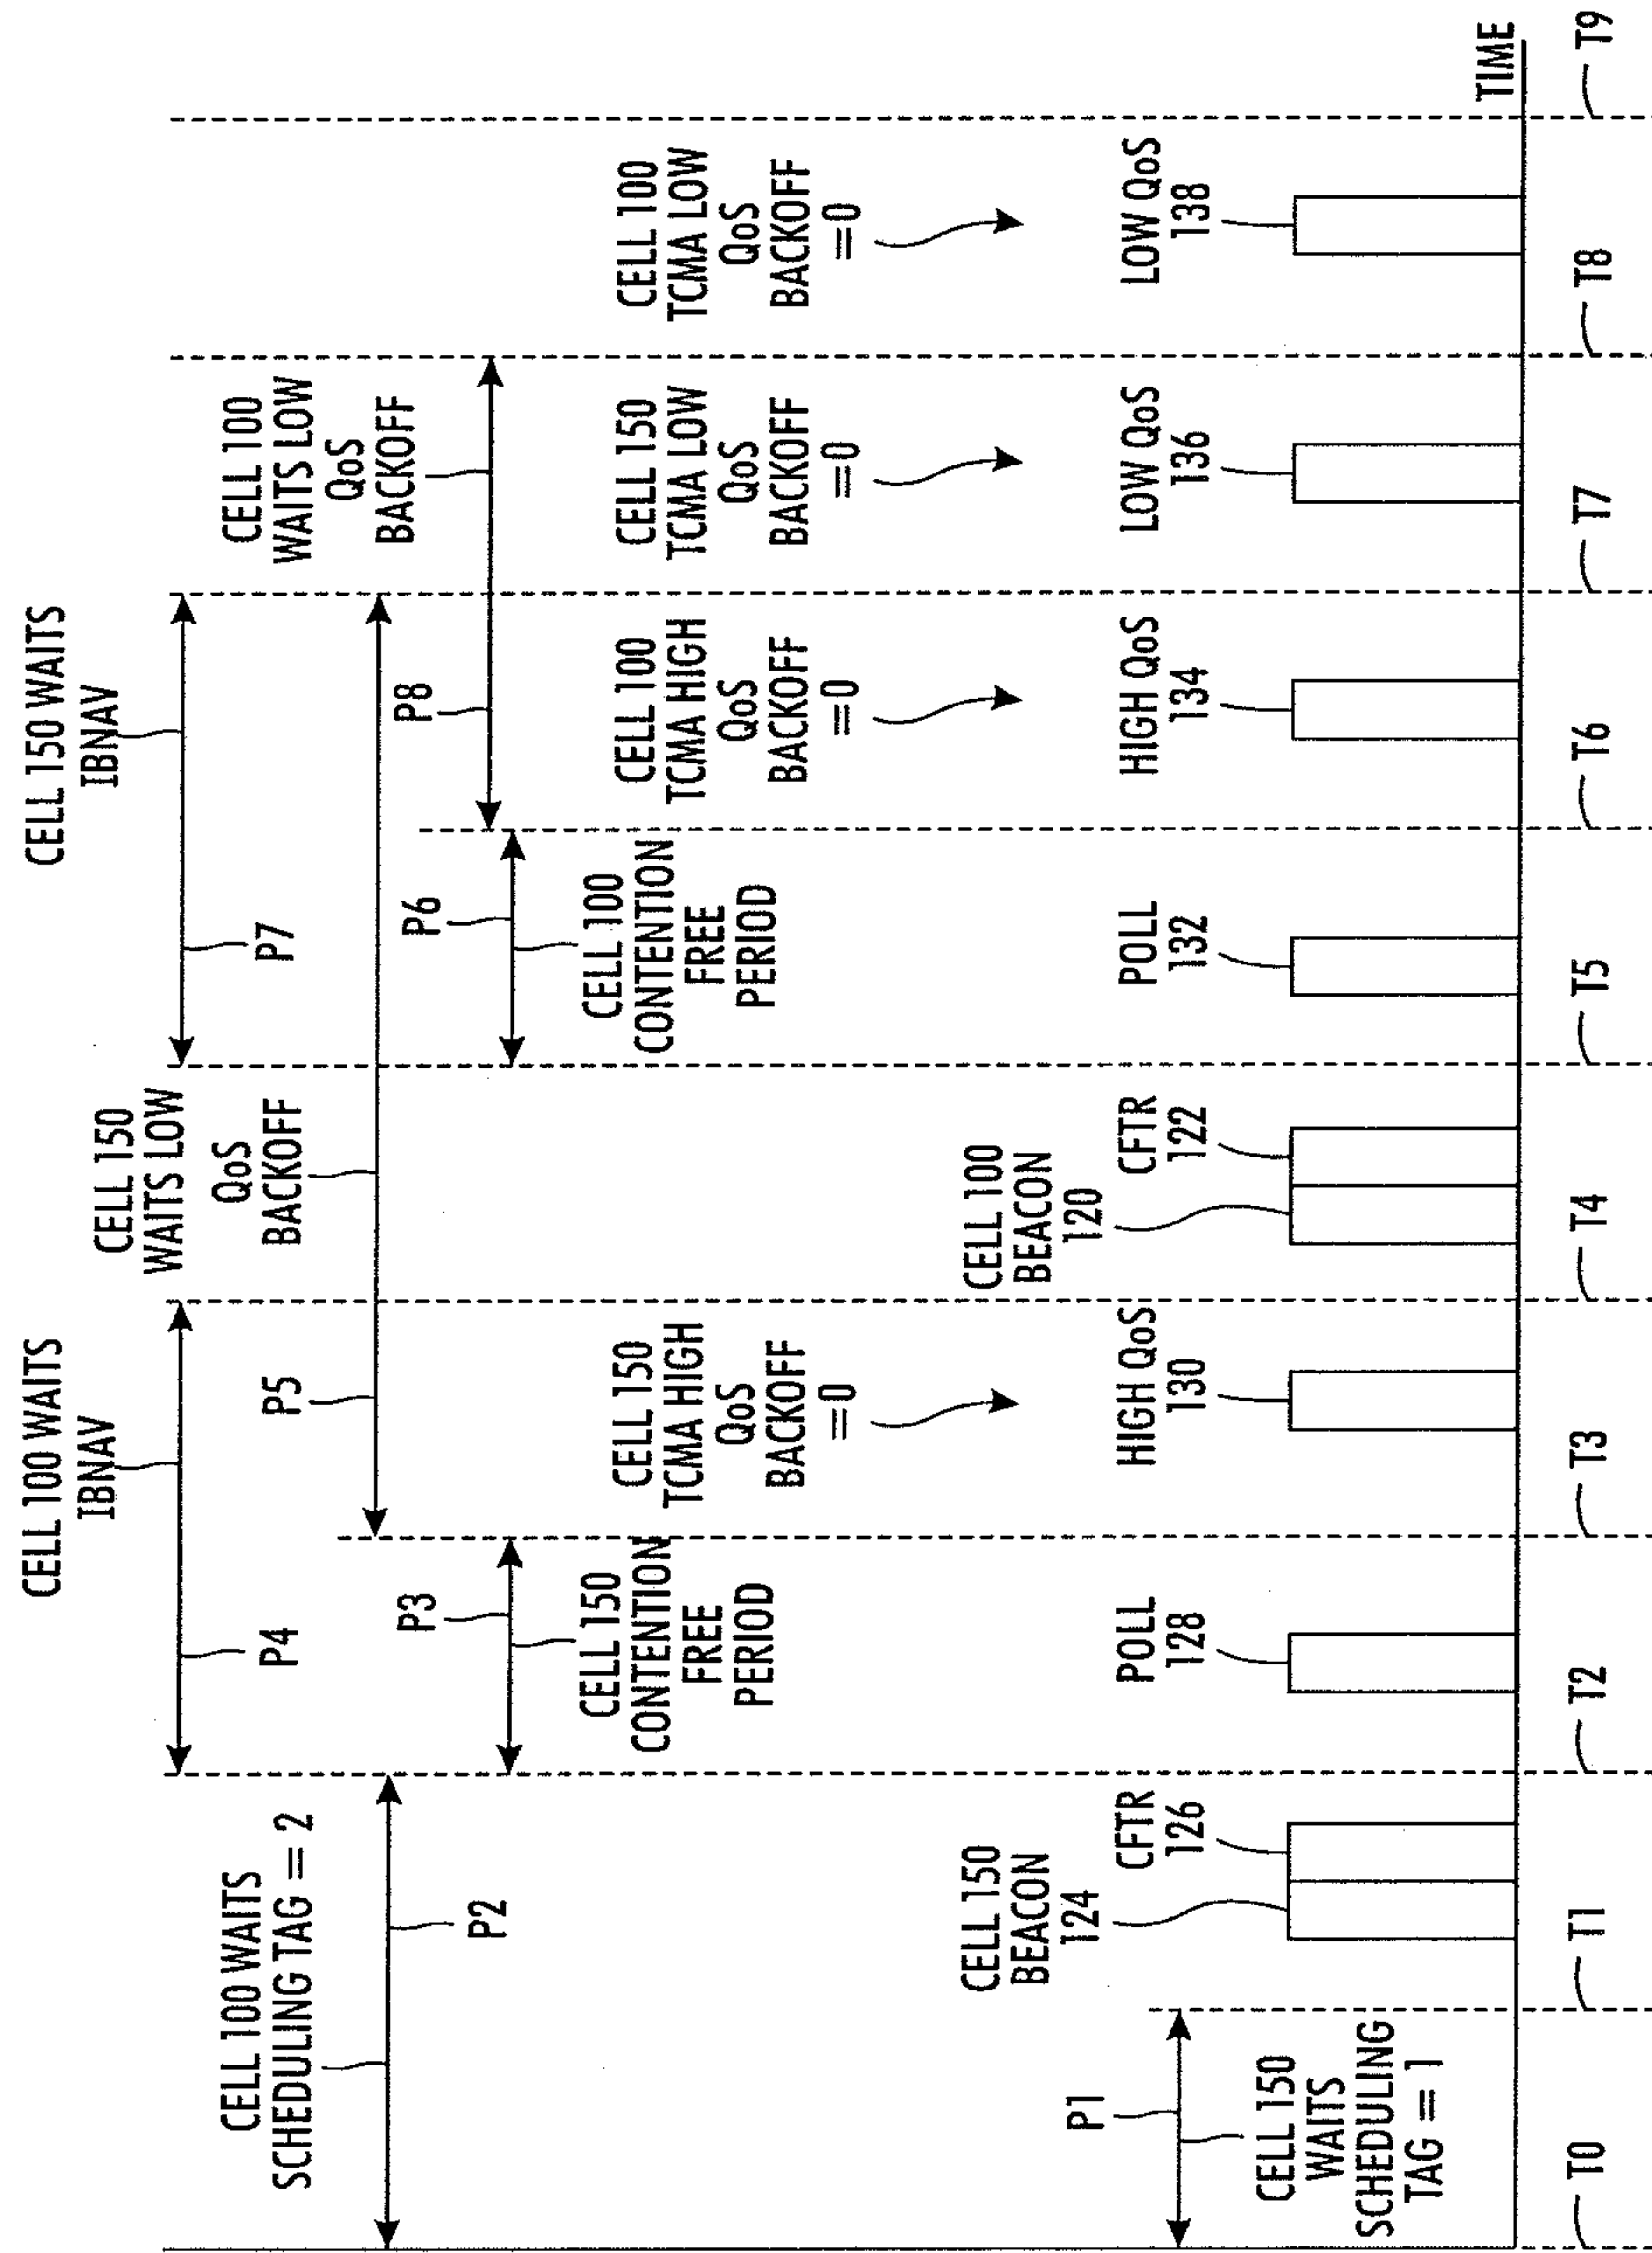 CELL 100 WAITS
IBNAV
CELL 150 WAITS
IBNAV
CELL 150
WAITS LOW
QoS
BACKOFF
CELL 100
WAITS LOW
QoS
BACKOFF
CELL 100 WAITS
SCHEDULING TAG = 2
P4
P5
P7
P2
P3
P6
P8
CELL 150
CONTENTION
FREE
PERIOD
CELL 150
TCMA HIGH
QoS
BACKOFF
=0
CELL 100
CONTENTION
FREE
PERIOD
CELL 100
TCMA HIGH
QoS
BACKOFF
=0
CELL 150
TCMA LOW
QoS
BACKOFF
=0
CELL 100
TCMA LOW
QoS
BACKOFF
=0
P1
CELL 150
WAITS
SCHEDULING
TAG = 1
CELL 150
BEACON
124
CFTR
126
POLL
128
HIGH QoS
130
CELL 100
BEACON
120
CFTR
122
POLL
132
HIGH QoS
134
LOW QoS
136
LOW QoS
138
TIME
T0
T1
T2
T3
T4
T5
T6
T7
T8
T9